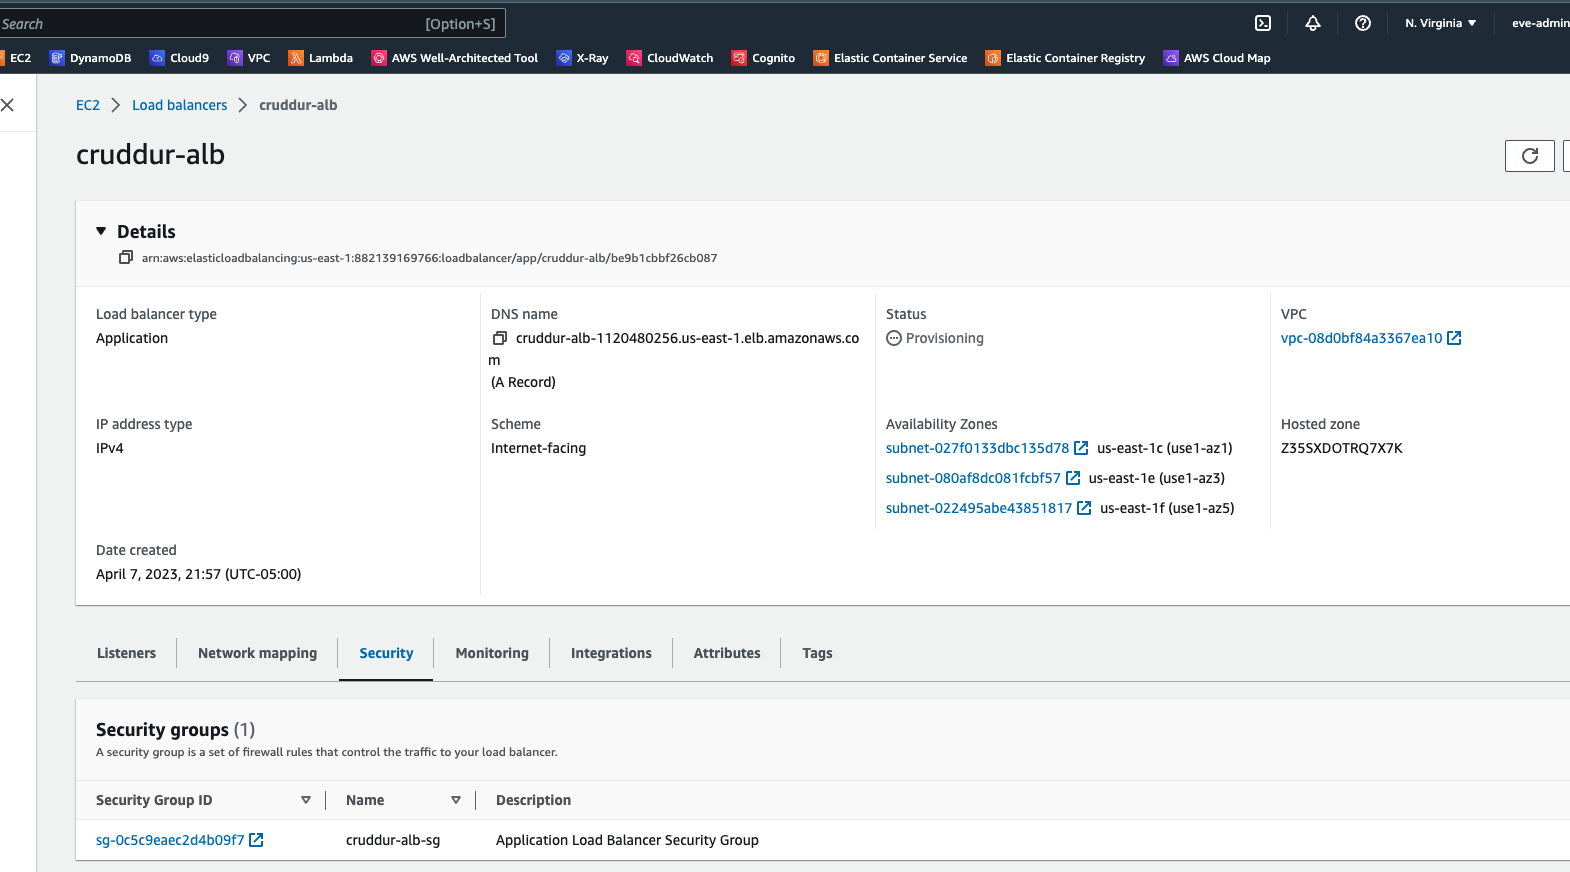 Search [Option+S] N. Virginia eve-admin
EC2 DynamoDB Cloud9 VPC Lambda AWS Well-Architected Tool X-Ray CloudWatch Cognito Elastic Container Service Elastic Container Registry AWS Cloud Map
EC2 Load balancers cruddur-alb
cruddur-alb
Details
arn:aws:elasticloadbalancing:us-east-1:882139169766:loadbalancer/app/cruddur-alb/be9b1cbbf26cb087
Load balancer type
Application
DNS name
cruddur-alb-1120480256.us-east-1.elb.amazonaws.co
m
(A Record)
Status
Provisioning
VPC
vpc-08d0bf84a3367ea10
IP address type
IPv4
Scheme
Internet-facing
Availability Zones
subnet-027f0133dbc135d78 us-east-1c (use1-az1)
subnet-080af8dc081fcbf57 us-east-1e (use1-az3)
subnet-022495abe43851817 us-east-1f (use1-az5)
Hosted zone
Z35SXDOTRQ7X7K
Date created
April 7, 2023, 21:57 (UTC-05:00)
Listeners Network mapping Security Monitoring Integrations Attributes Tags
Security groups (1)
A security group is a set of firewall rules that control the traffic to your load balancer.
Security Group ID Name Description
sg-0c5c9eaec2d4b09f7 cruddur-alb-sg Application Load Balancer Security Group